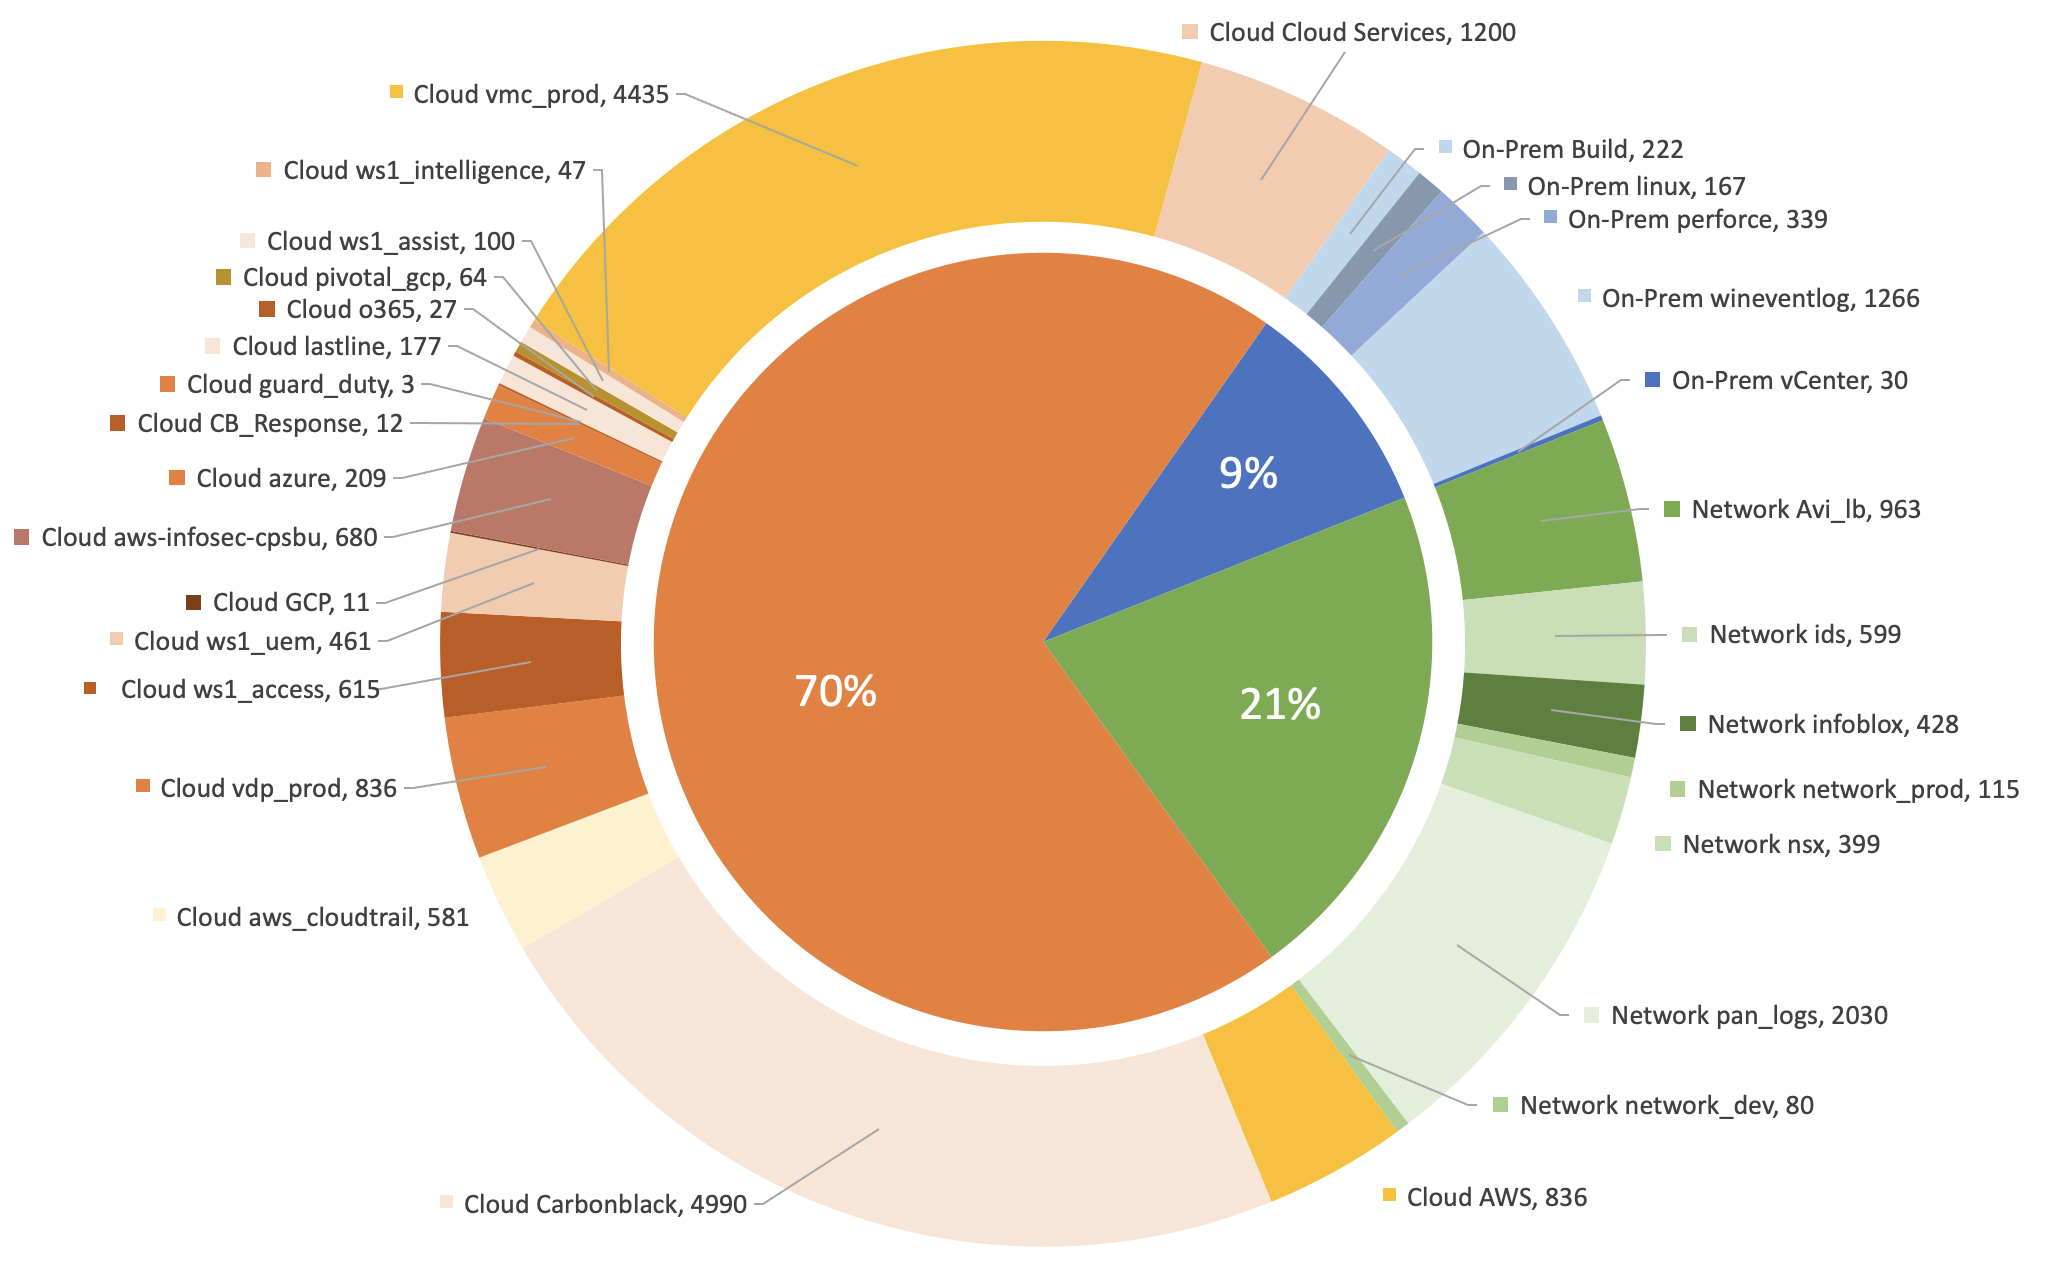 Cloud Cloud Services, 1200
Cloud vmc_prod, 4435
On-Prem Build, 222
Cloud ws1_intelligence, 47
On-Prem linux, 167
On-Prem perforce, 339
Cloud ws1_assist, 100
Cloud pivotal_gcp, 64
On-Prem wineventlog, 1266
Cloud o365, 27
Cloud lastline, 177
On-Prem vCenter, 30
Cloud guard_duty, 3
Cloud CB_Response, 12
9%
Cloud azure, 209
Network Avi_lb, 963
Cloud aws-infosec-cpsbu, 680
Cloud GCP, 11
Network ids, 599
Cloud ws1_uem, 461
Cloud ws1_access, 615
70%
21%
Network infoblox, 428
Cloud vdp_prod, 836
Network network_prod, 115
Network nsx, 399
Cloud aws_cloudtrail, 581
Network pan_logs, 2030
Network network_dev, 80
Cloud AWS, 836
Cloud Carbonblack, 4990